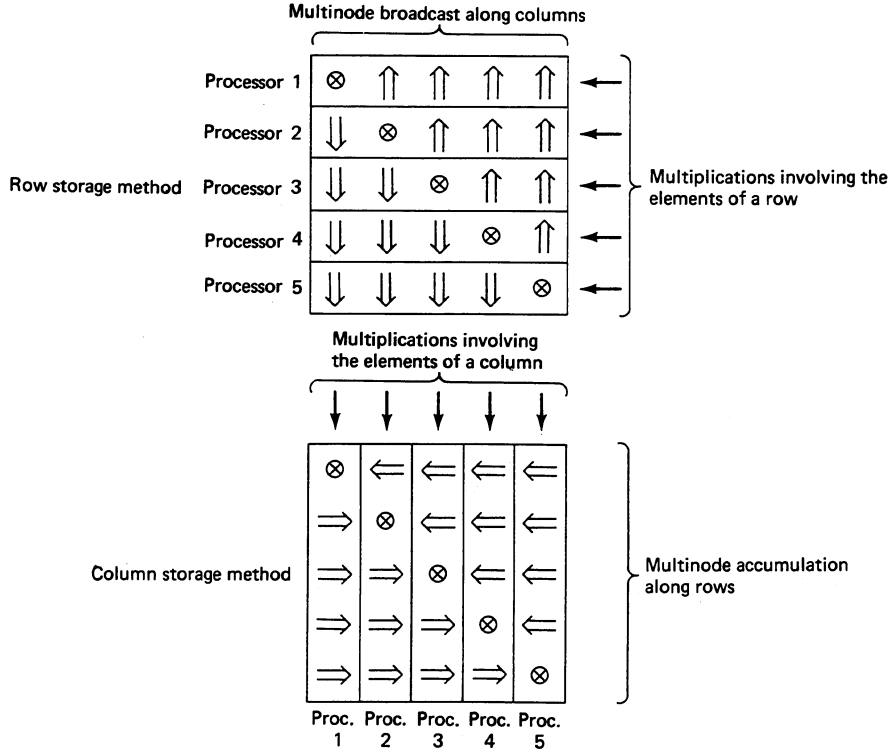 Multinode broadcast along columns
Processor 1
Processor 2
Row storage method
Processor 3
Multiplications involving the
elements of a row
Processor 4
Processor 5
Multiplications involving
the elements of a column
Column storage method
Multinode accumulation
along rows
Proc. Proc. Proc. Proc. Proc.
1 2 3 4 5